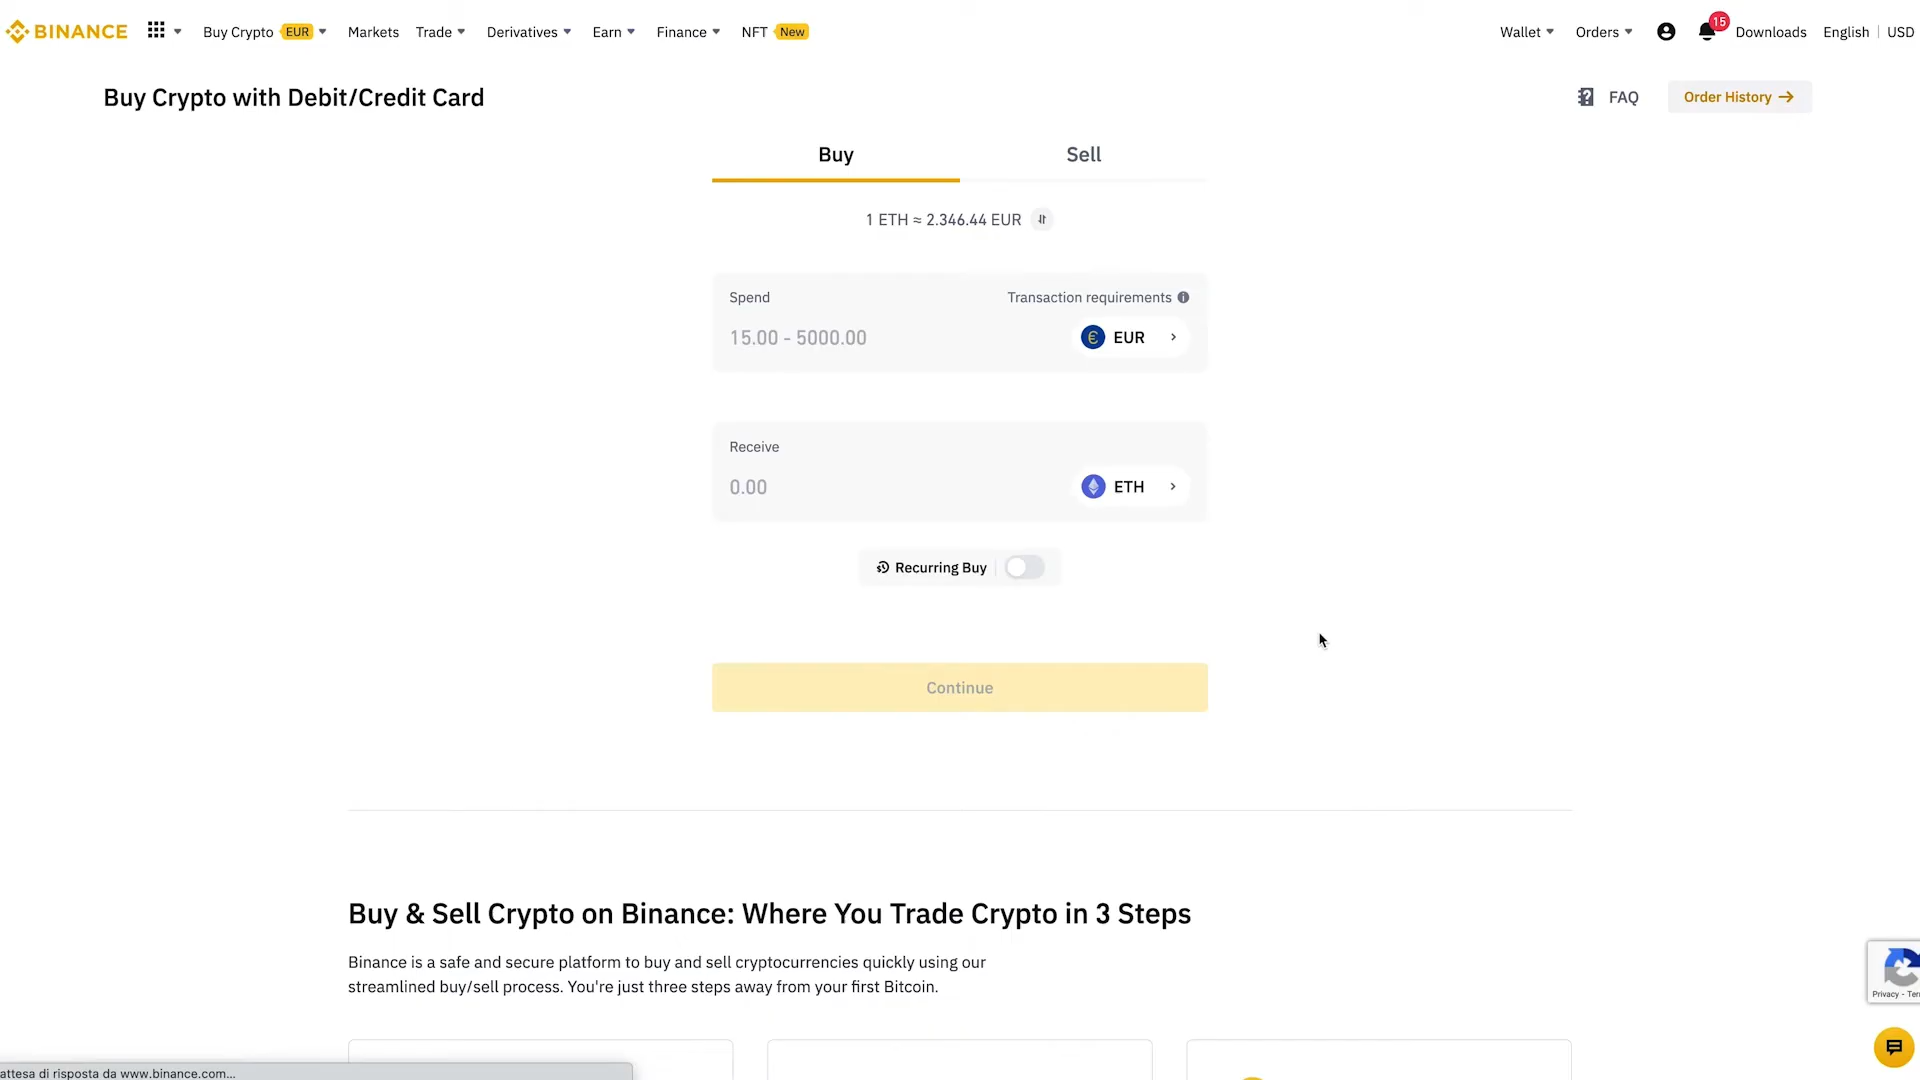 BINANCE Buy Crypto EUR Markets Trade Derivatives Earn Finance NFT New Wallet Orders 15 Downloads English USD
Buy Crypto with Debit/Credit Card
FAQ Order History
Buy Sell
1 ETH ≈ 2.346.44 EUR
Spend Transaction requirements
15.00 - 5000.00 € EUR
Receive
0.00 ETH
Recurring Buy
Continue
Buy & Sell Crypto on Binance: Where You Trade Crypto in 3 Steps
Binance is a safe and secure platform to buy and sell cryptocurrencies quickly using our
streamlined buy/sell process. You're just three steps away from your first Bitcoin.
Privacy - Ter
attesa di risposta da www.binance.com...